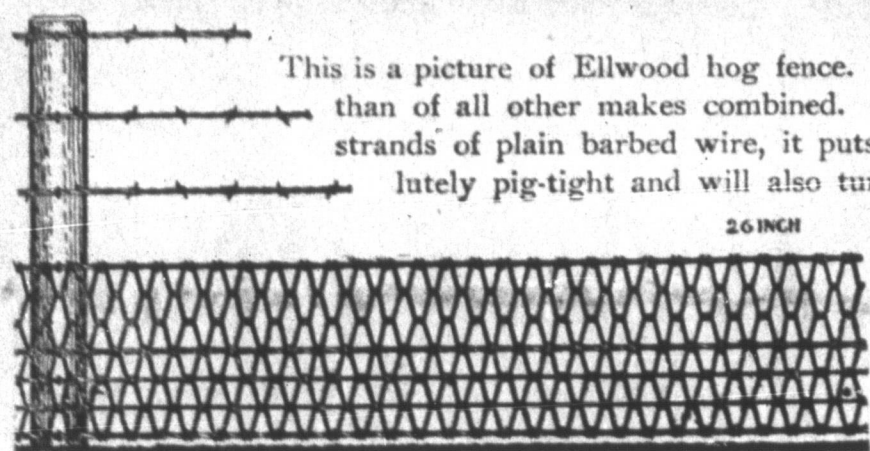 This is a picture of Ellwood hog fence.
than of all other makes combined.
strands of plain barbed wire, it puts
lutely pig-tight and will also tur
26 INCH